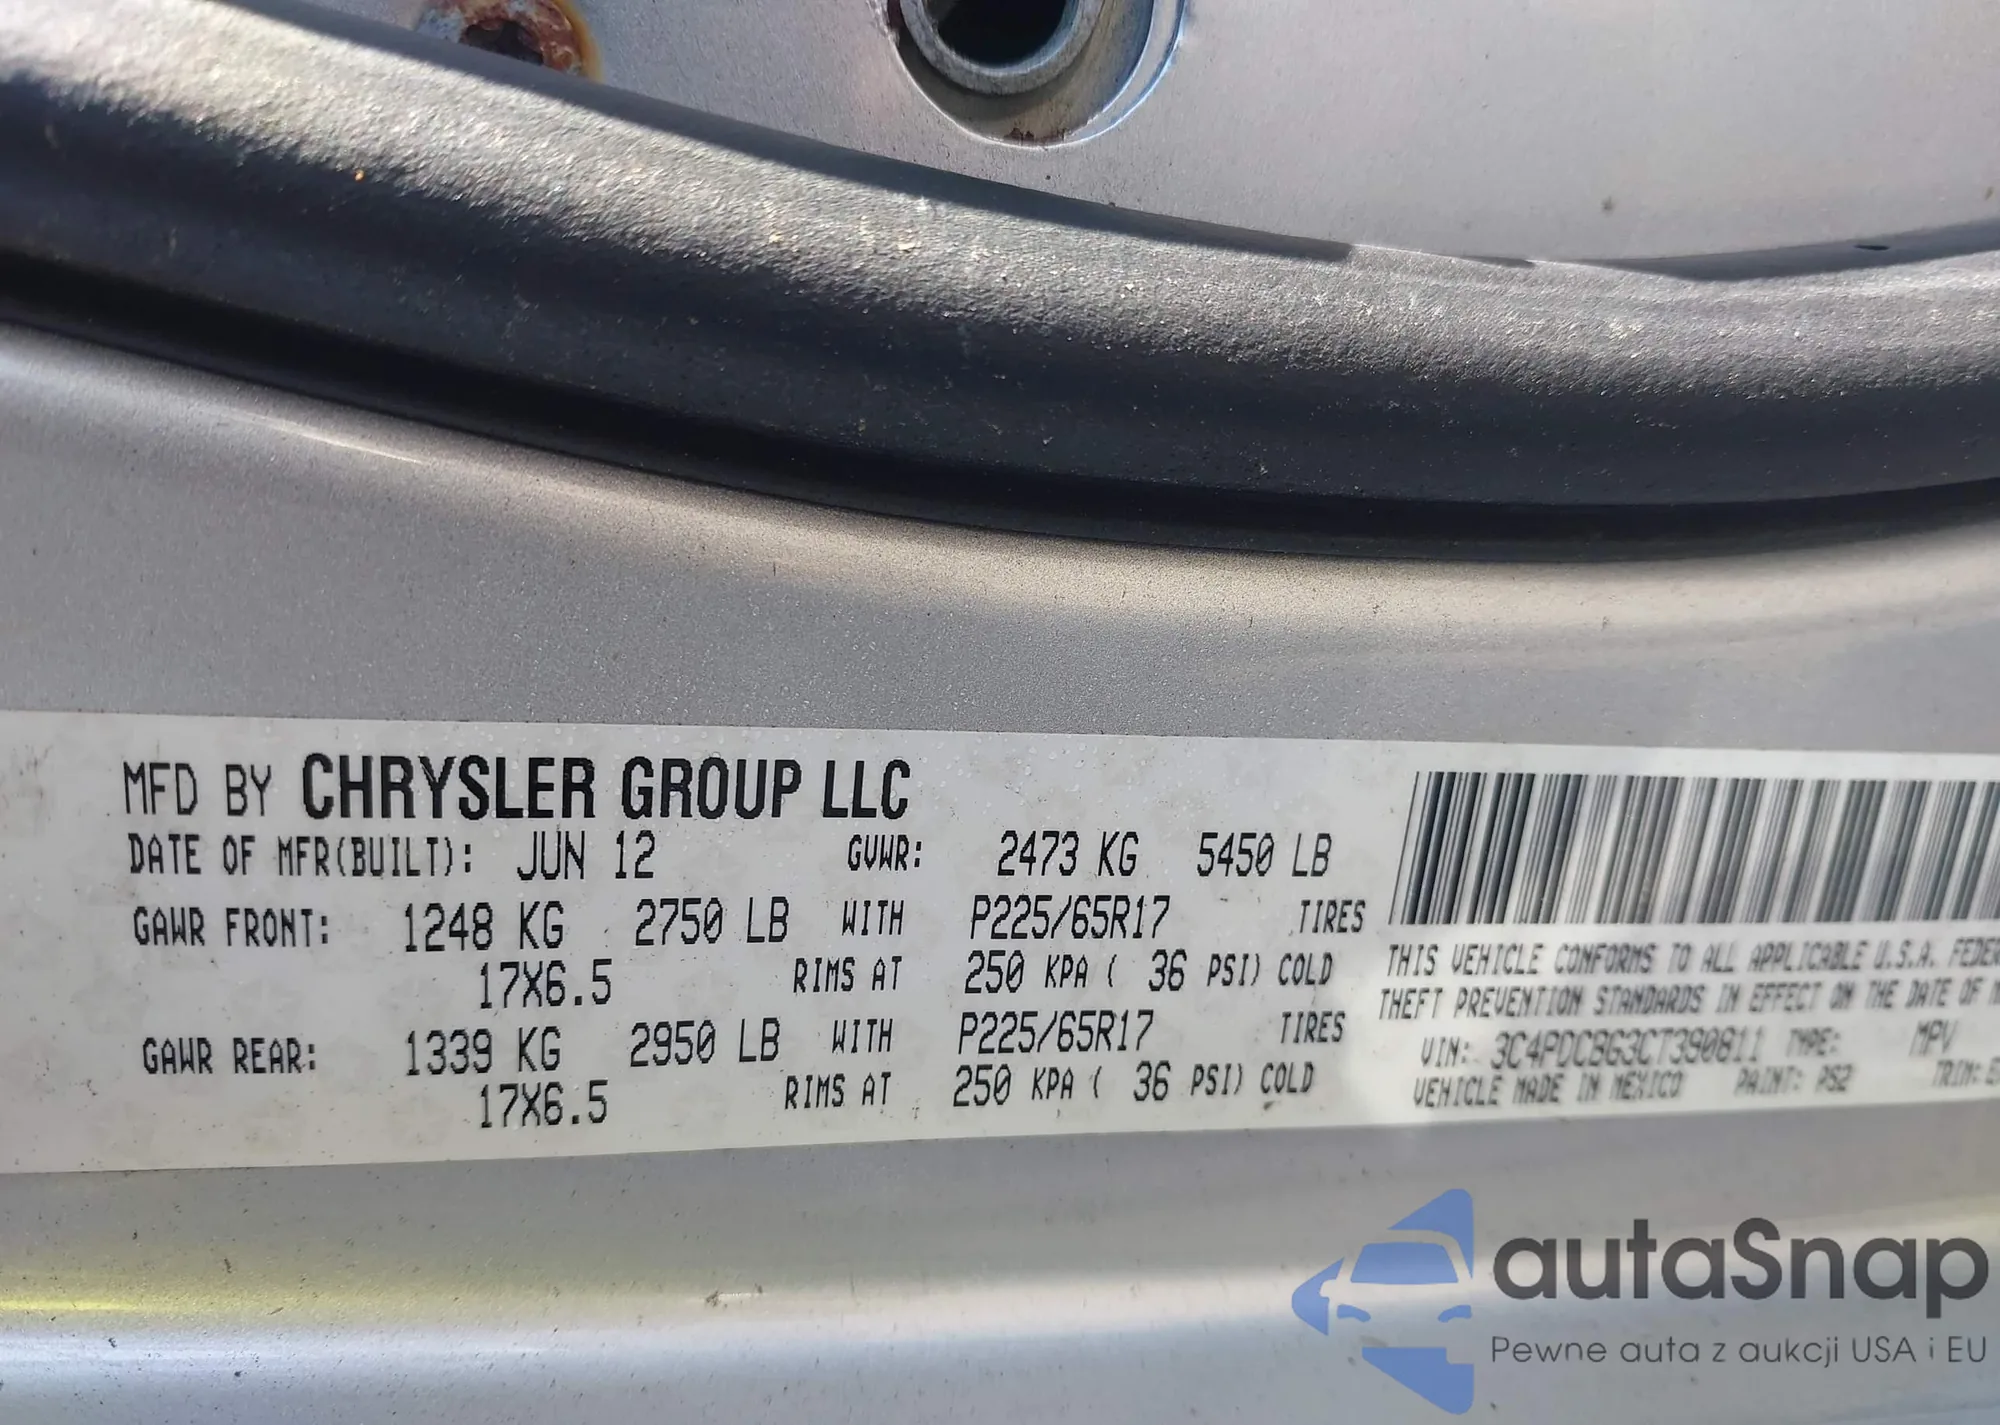 MFD BY CHRYSLER GROUP LLC
DATE OF MFR(BUILT): JUN 12 GVWR: 2473 KG 5450 LB
GAWR FRONT: 1248 KG 2750 LB WITH P225/65R17 TIRES
17X6.5 RIMS AT 250 KPA ( 36 PSI) COLD
GAWR REAR: 1339 KG 2950 LB WITH P225/65R17 TIRES
17X6.5 RIMS AT 250 KPA ( 36 PSI) COLD
THIS VEHICLE CONFORMS TO ALL APPLICABLE U.S.A. FEDER
THEFT PREVENTION STANDARDS IN EFFECT ON THE DATE OF M
VIN: 3C4PDCBG3CT390811 TYPE: MPV
VEHICLE MADE IN MEXICO PAINT: PS2 TRIM:
autaSnap
Pewne auta z aukcji USA i EU